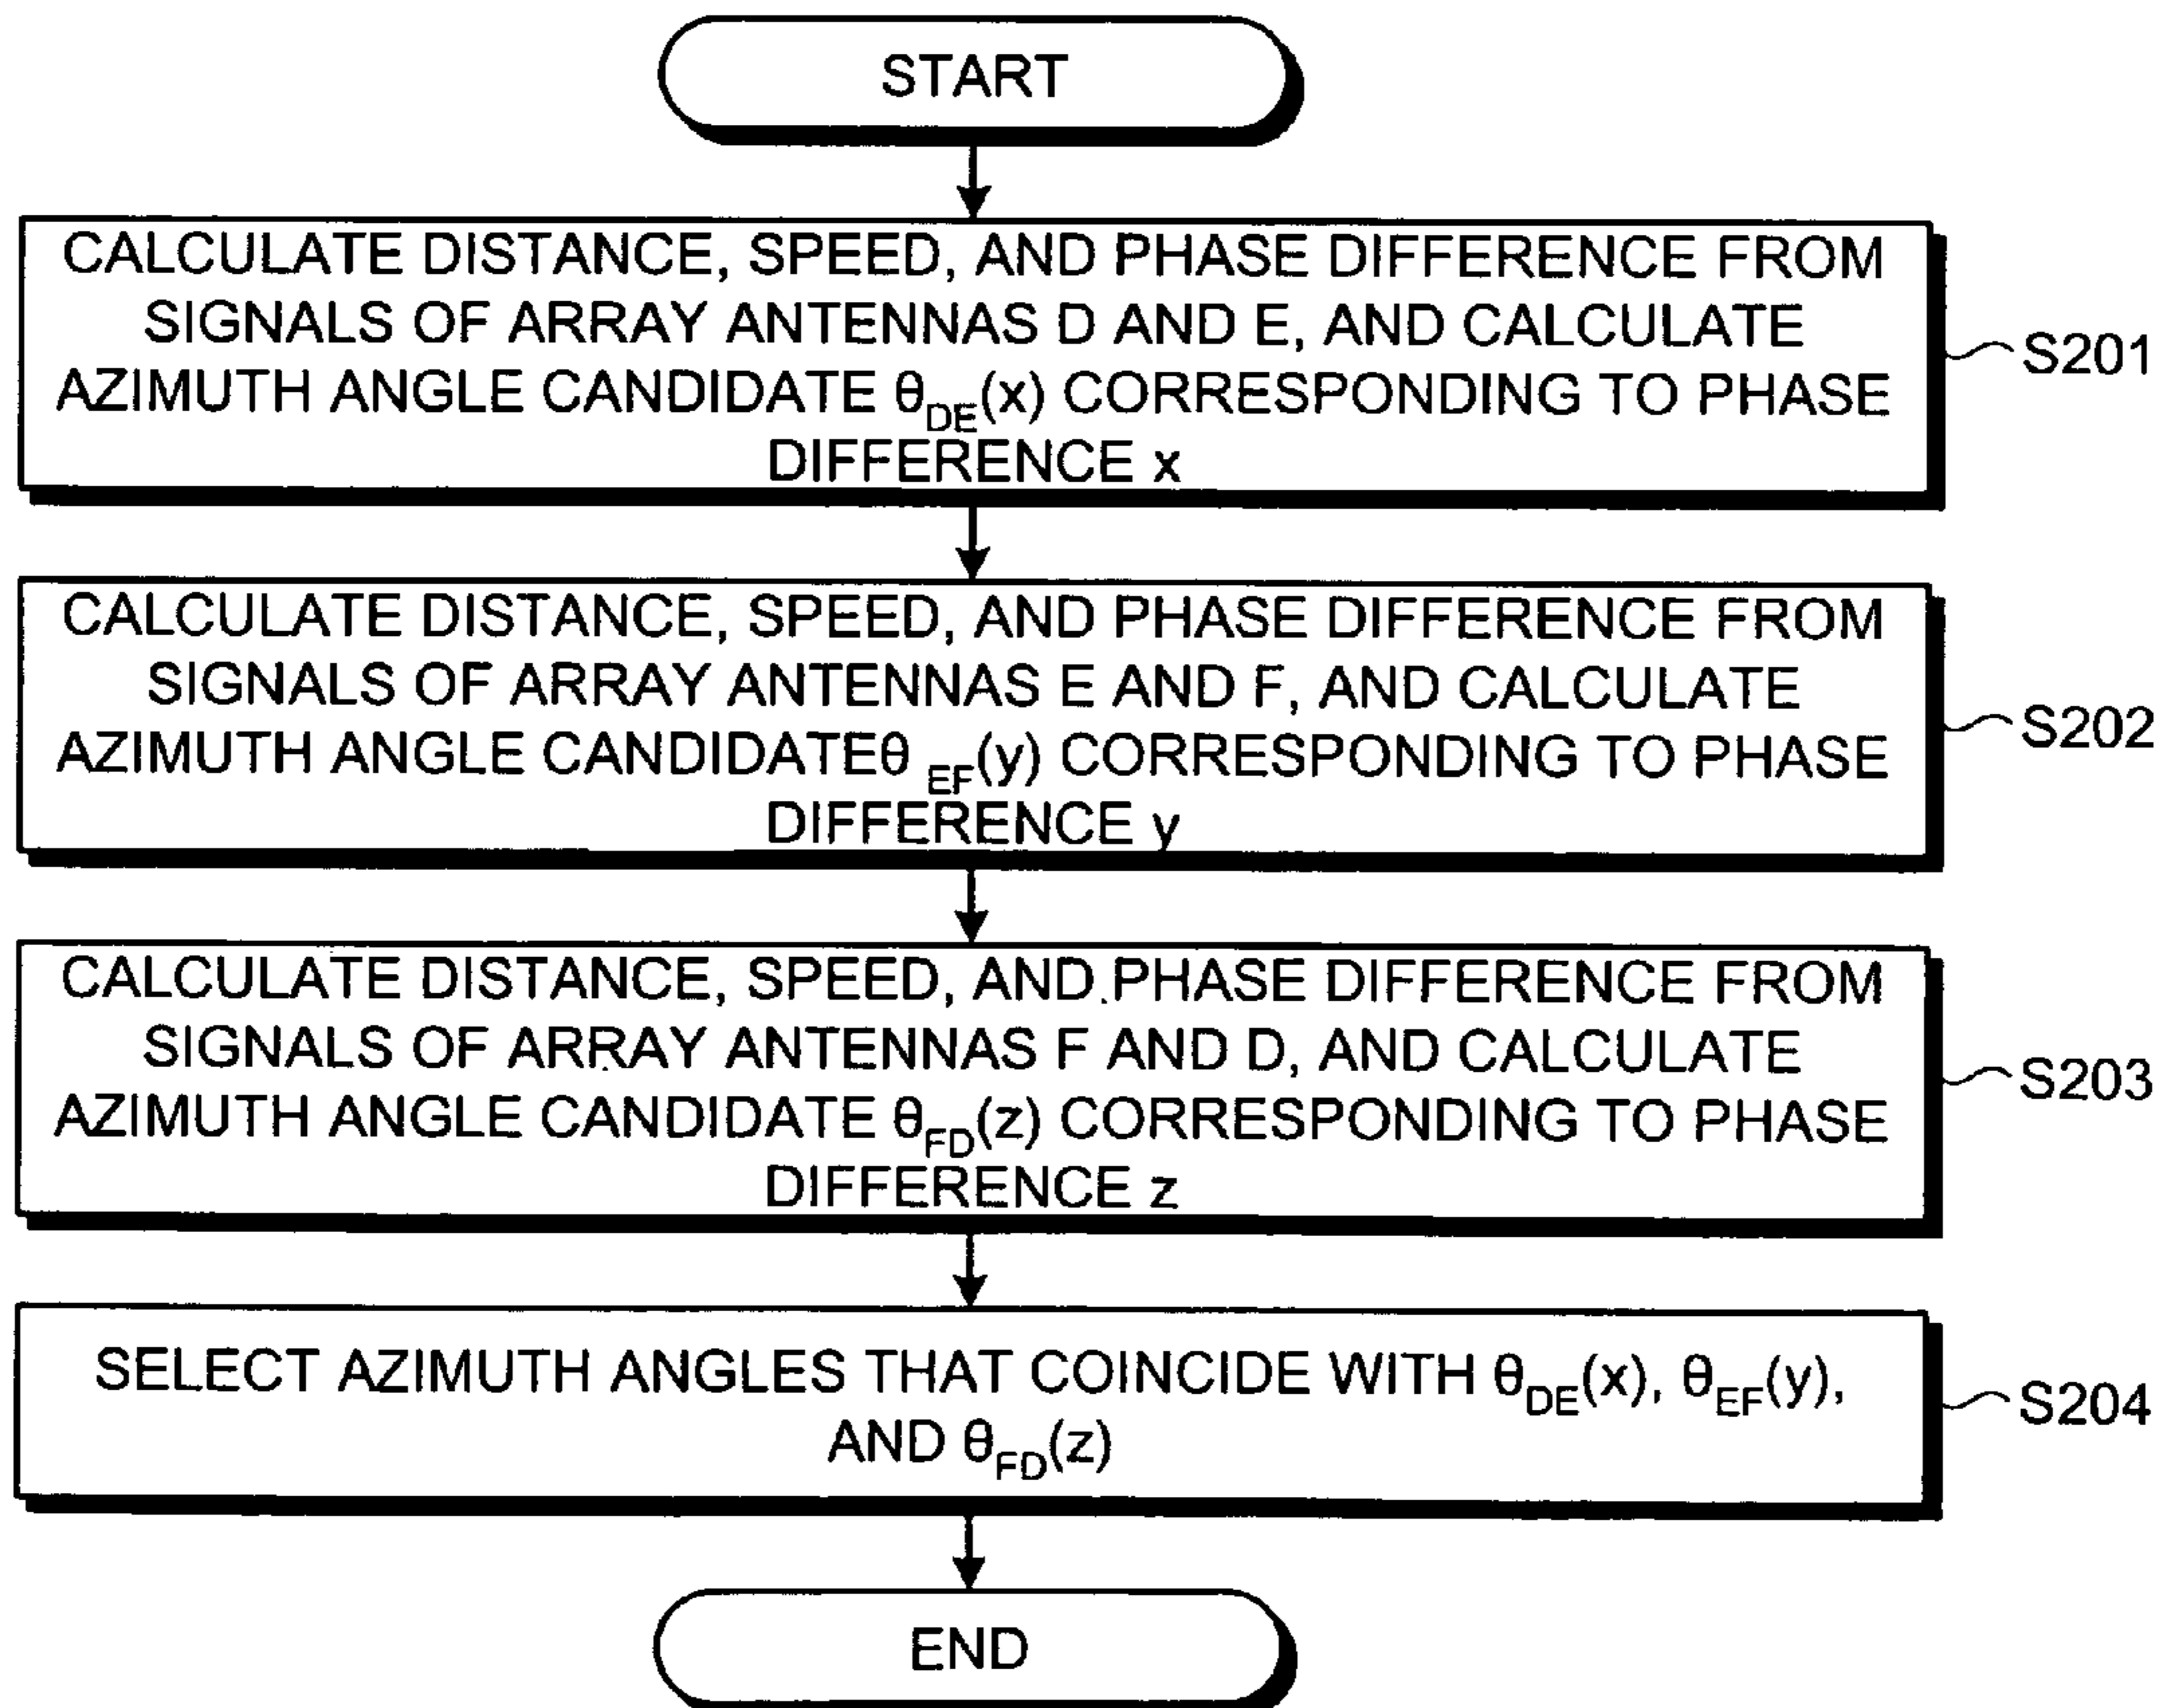 START
CALCULATE DISTANCE, SPEED, AND PHASE DIFFERENCE FROM
SIGNALS OF ARRAY ANTENNAS D AND E, AND CALCULATE
AZIMUTH ANGLE CANDIDATE θDE(x) CORRESPONDING TO PHASE
DIFFERENCE x
S201
CALCULATE DISTANCE, SPEED, AND PHASE DIFFERENCE FROM
SIGNALS OF ARRAY ANTENNAS E AND F, AND CALCULATE
AZIMUTH ANGLE CANDIDATEθ EF(y) CORRESPONDING TO PHASE
DIFFERENCE y
S202
CALCULATE DISTANCE, SPEED, AND PHASE DIFFERENCE FROM
SIGNALS OF ARRAY ANTENNAS F AND D, AND CALCULATE
AZIMUTH ANGLE CANDIDATE θFD(z) CORRESPONDING TO PHASE
DIFFERENCE z
S203
SELECT AZIMUTH ANGLES THAT COINCIDE WITH θDE(x), θEF(y),
AND θFD(z)
S204
END